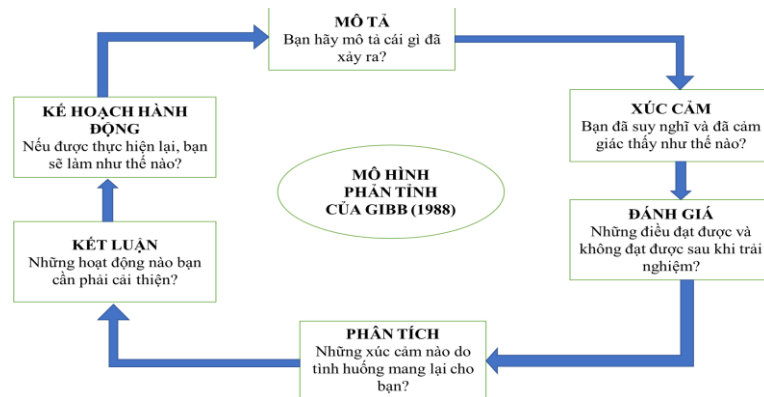 MÔ TẢ
Bạn hãy mô tả cái gì đã
xảy ra?
XÚC CẢM
Bạn đã suy nghĩ và đã cảm
giác thấy như thế nào?
ĐÁNH GIÁ
Những điều đạt được và
không đạt được sau khi trải
nghiệm?
PHÂN TÍCH
Những xúc cảm nào do
tình huống mang lại cho
bạn?
KẾT LUẬN
Những hoạt động nào bạn
cần phải cải thiện?
KẾ HOẠCH HÀNH
ĐỘNG
Nếu được thực hiện lại, bạn
sẽ làm như thế nào?
MÔ HÌNH
PHẢN TỈNH
CỦA GIBB (1988)